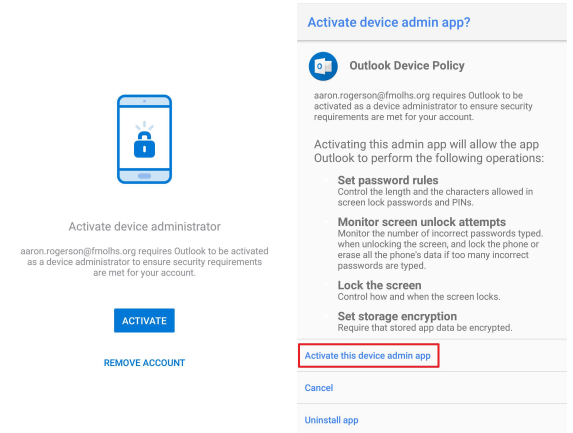 Activate device administrator
aaron.rogerson@fmolhs.org requires Outlook to be activated
as a device administrator to ensure security requirements
are met for your account.
ACTIVATE
REMOVE ACCOUNT
Activate device admin app?
Outlook Device Policy
aaron.rogerson@fmolhs.org requires Outlook to be
activated as a device administrator to ensure security
requirements are met for your account.
Activating this admin app will allow the app
Outlook to perform the following operations:
Set password rules
Control the length and the characters allowed in
screen lock passwords and PINs.
Monitor screen unlock attempts
Monitor the number of incorrect passwords typed.
when unlocking the screen, and lock the phone or
erase all the phone's data if too many incorrect
passwords are typed.
Lock the screen
Control how and when the screen locks.
Set storage encryption
Require that stored app data be encrypted.
Activate this device admin app
Cancel
Uninstall app